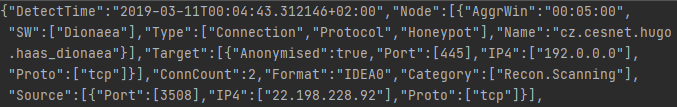 {"DetectTime":"2019-03-11T00:04:43.312146+02:00","Node":[{"AggrWin":"00:05:00",
"SW":["Dionaea"],"Type":["Connection","Protocol","Honeypot"],"Name":"cz.cesnet.hugo
.haas_dionaea"}],"Target":[{"Anonymised":true,"Port":[445],"IP4":["192.0.0.0"],
"Proto":["tcp"]}],"ConnCount":2,"Format":"IDEA0","Category":["Recon.Scanning"],
"Source":[{"Port":[3508],"IP4":["22.198.228.92"],"Proto":["tcp"]}],